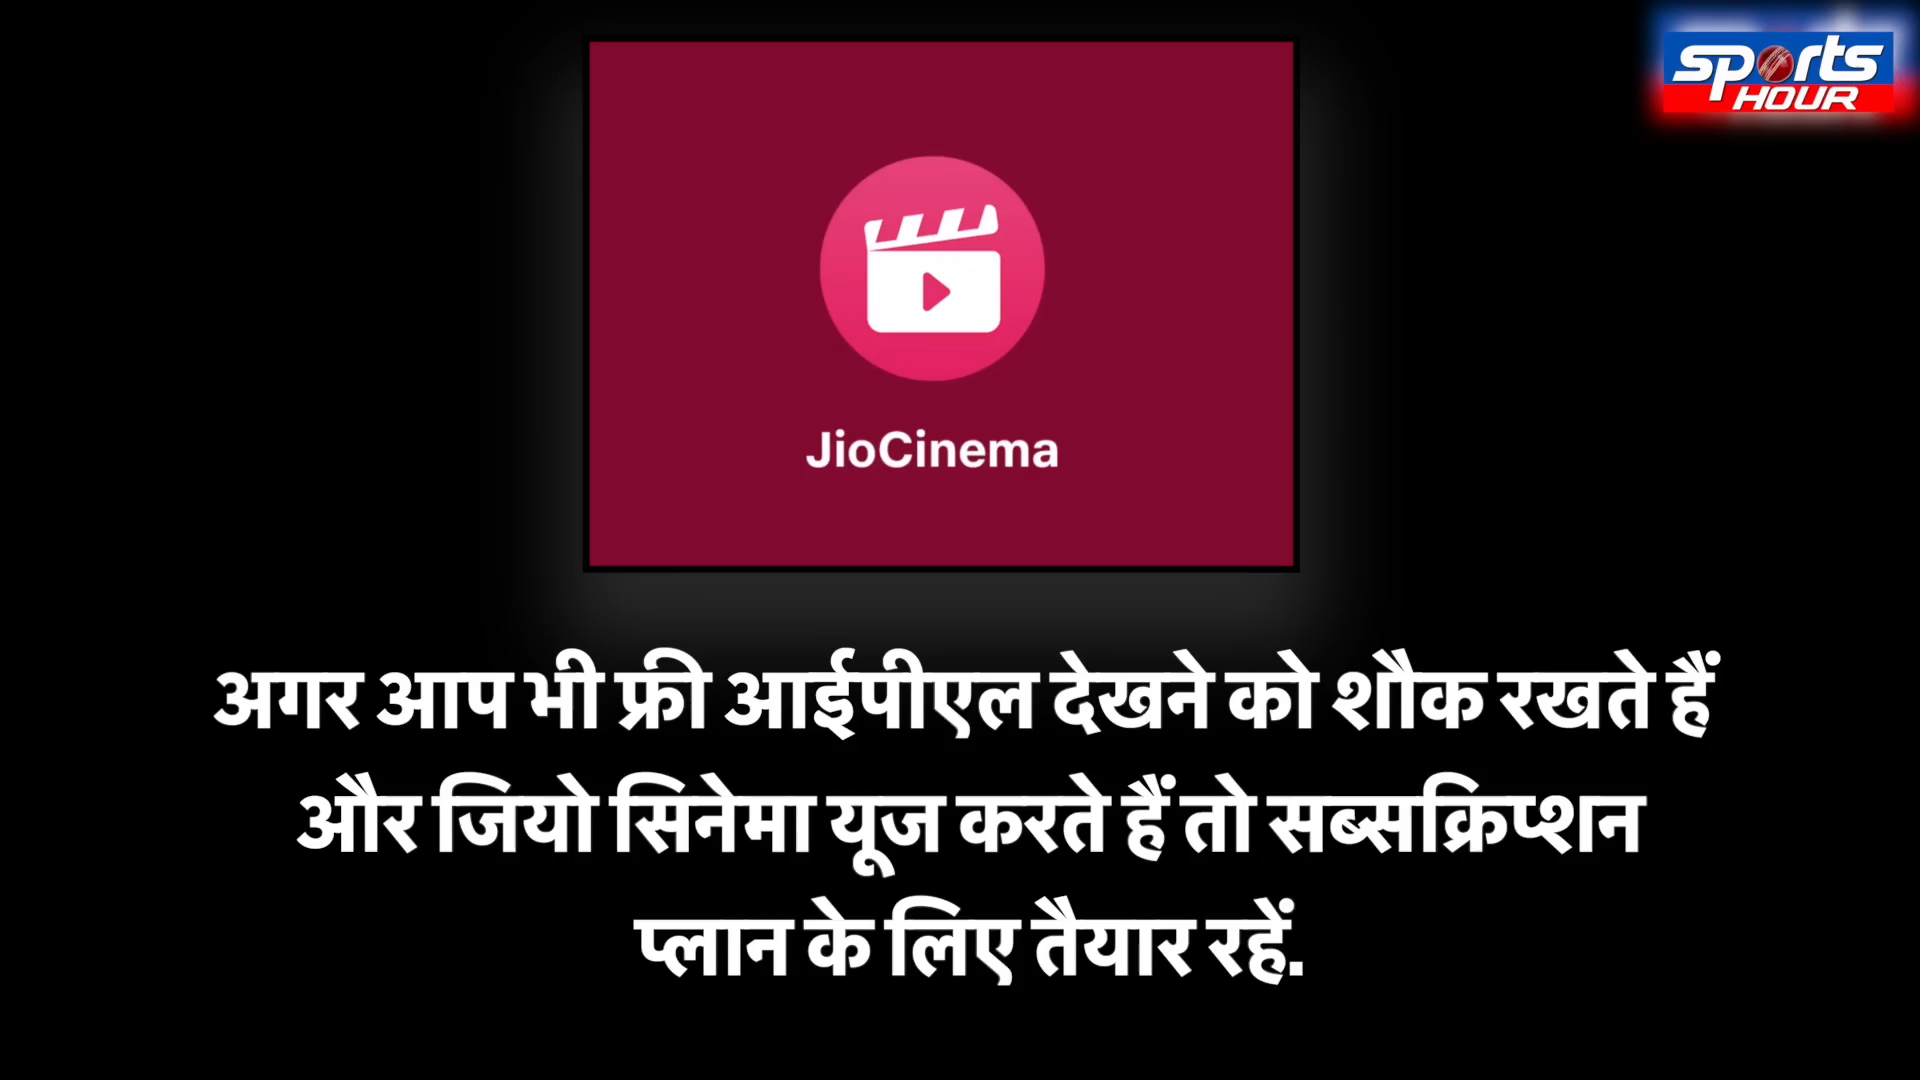 sports
HOUR
JioCinema
अगर आप भी फ्री आईपीएल देखने को शौक रखते हैं
और जियो सिनेमा यूज करते हैं तो सब्सक्रिप्शन
प्लान के लिए तैयार रहें.